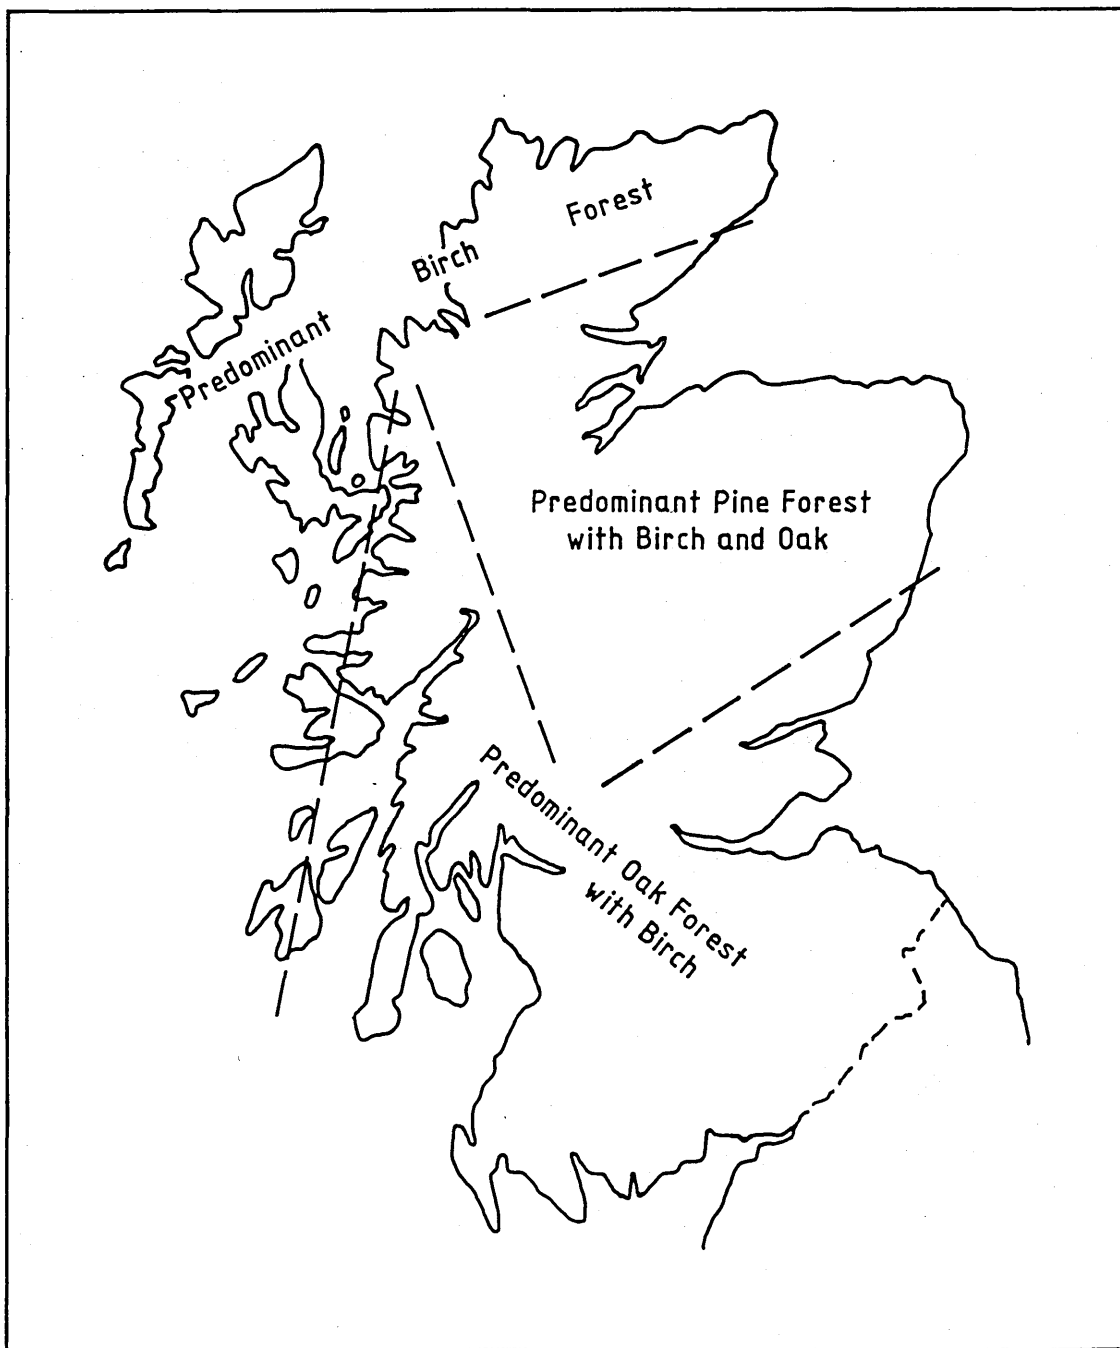 Predominant Birch Forest
Predominant Pine Forest
with Birch and Oak
Predominant Oak Forest
with Birch